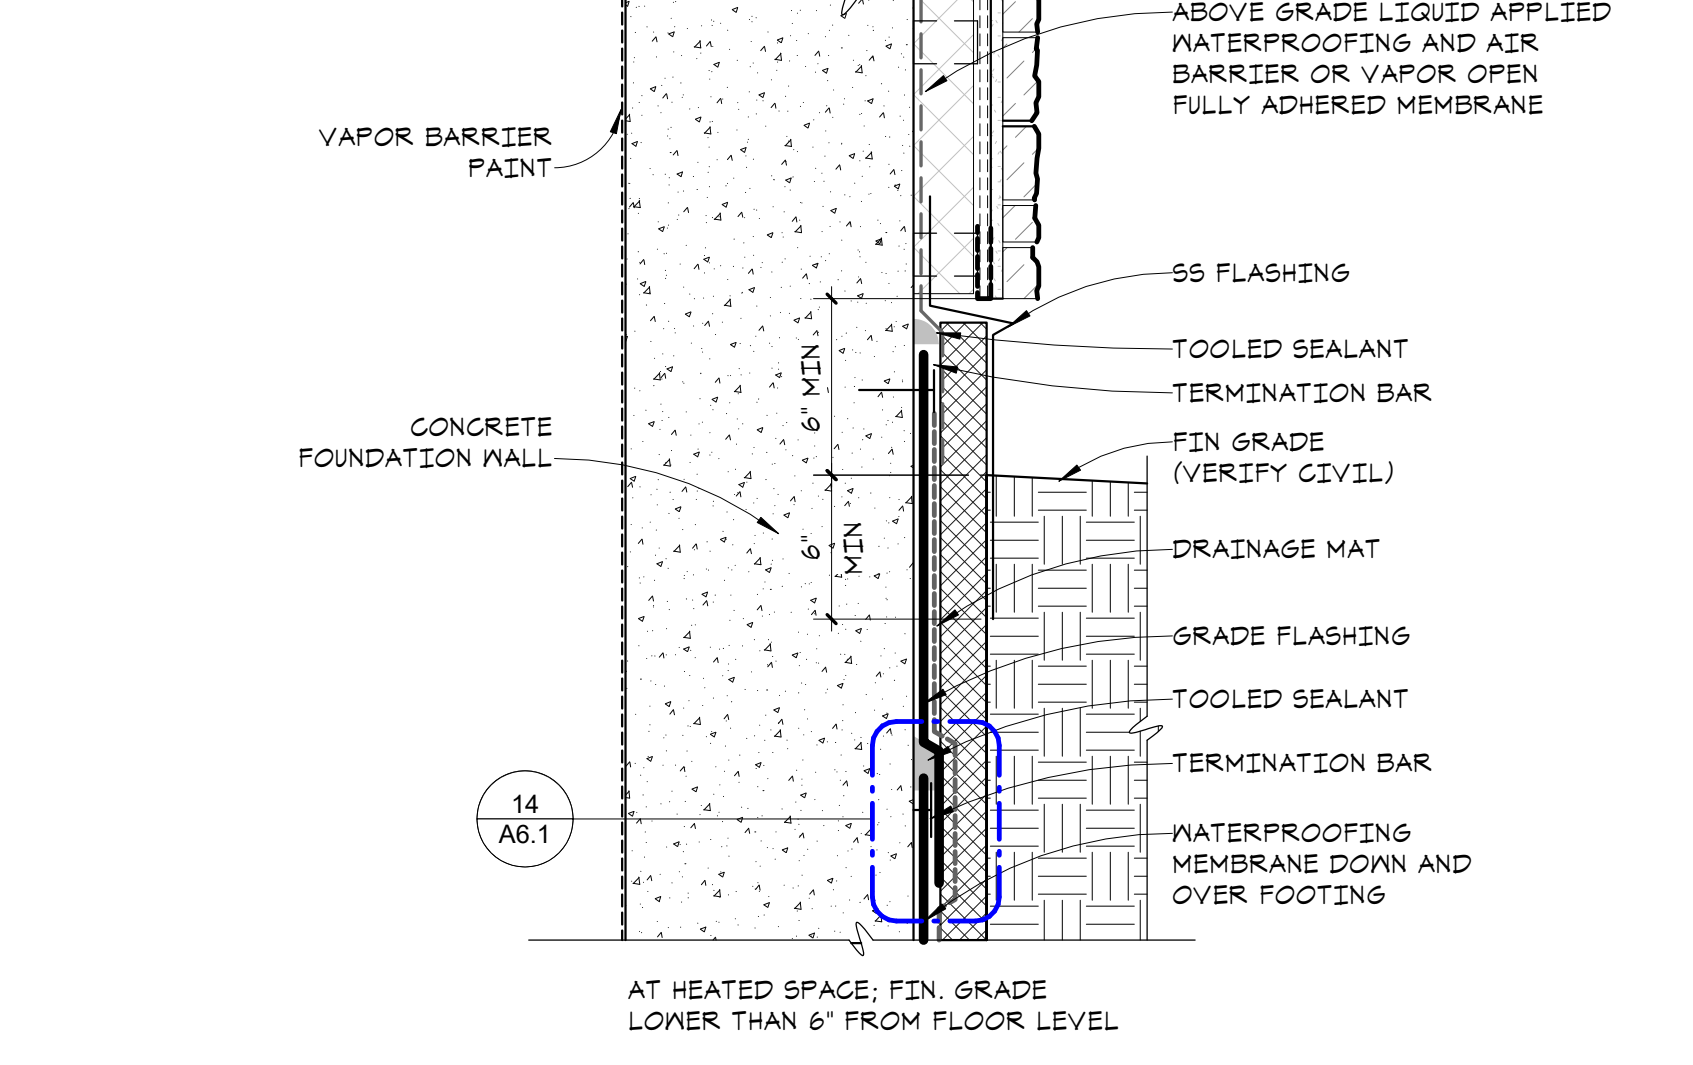 ABOVE GRADE LIQUID APPLIED
WATERPROOFING AND AIR
BARRIER OR VAPOR OPEN
FULLY ADHERED MEMBRANE
VAPOR BARRIER
PAINT
SS FLASHING
TOOLED SEALANT
6" MIN
TERMINATION BAR
CONCRETE
FOUNDATION WALL
FIN GRADE
(VERIFY CIVIL)
6"
MIN
DRAINAGE MAT
GRADE FLASHING
TOOLED SEALANT
TERMINATION BAR
14
A6.1
WATERPROOFING
MEMBRANE DOWN AND
OVER FOOTING
AT HEATED SPACE; FIN. GRADE
LOWER THAN 6" FROM FLOOR LEVEL